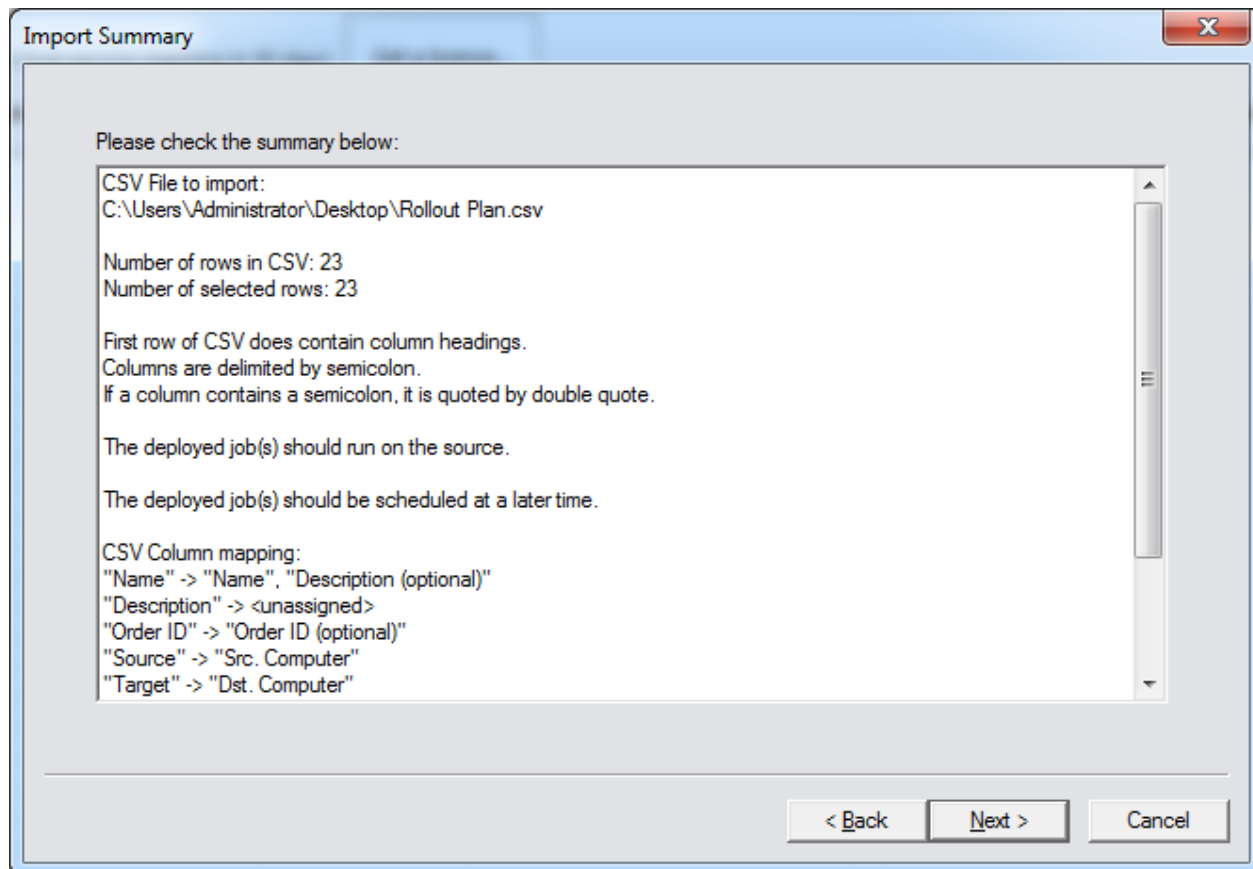 Import Summary
Please check the summary below:
CSV File to import:
C:\Users\Administrator\Desktop\Rollout Plan.csv
Number of rows in CSV: 23
Number of selected rows: 23
First row of CSV does contain column headings.
Columns are delimited by semicolon.
If a column contains a semicolon, it is quoted by double quote.
The deployed job(s) should run on the source.
The deployed job(s) should be scheduled at a later time.
CSV Column mapping:
"Name" -> "Name", "Description (optional)"
"Description" -> <unassigned>
"Order ID" -> "Order ID (optional)"
"Source" -> "Src. Computer"
"Target" -> "Dst. Computer"
< Back Next > Cancel